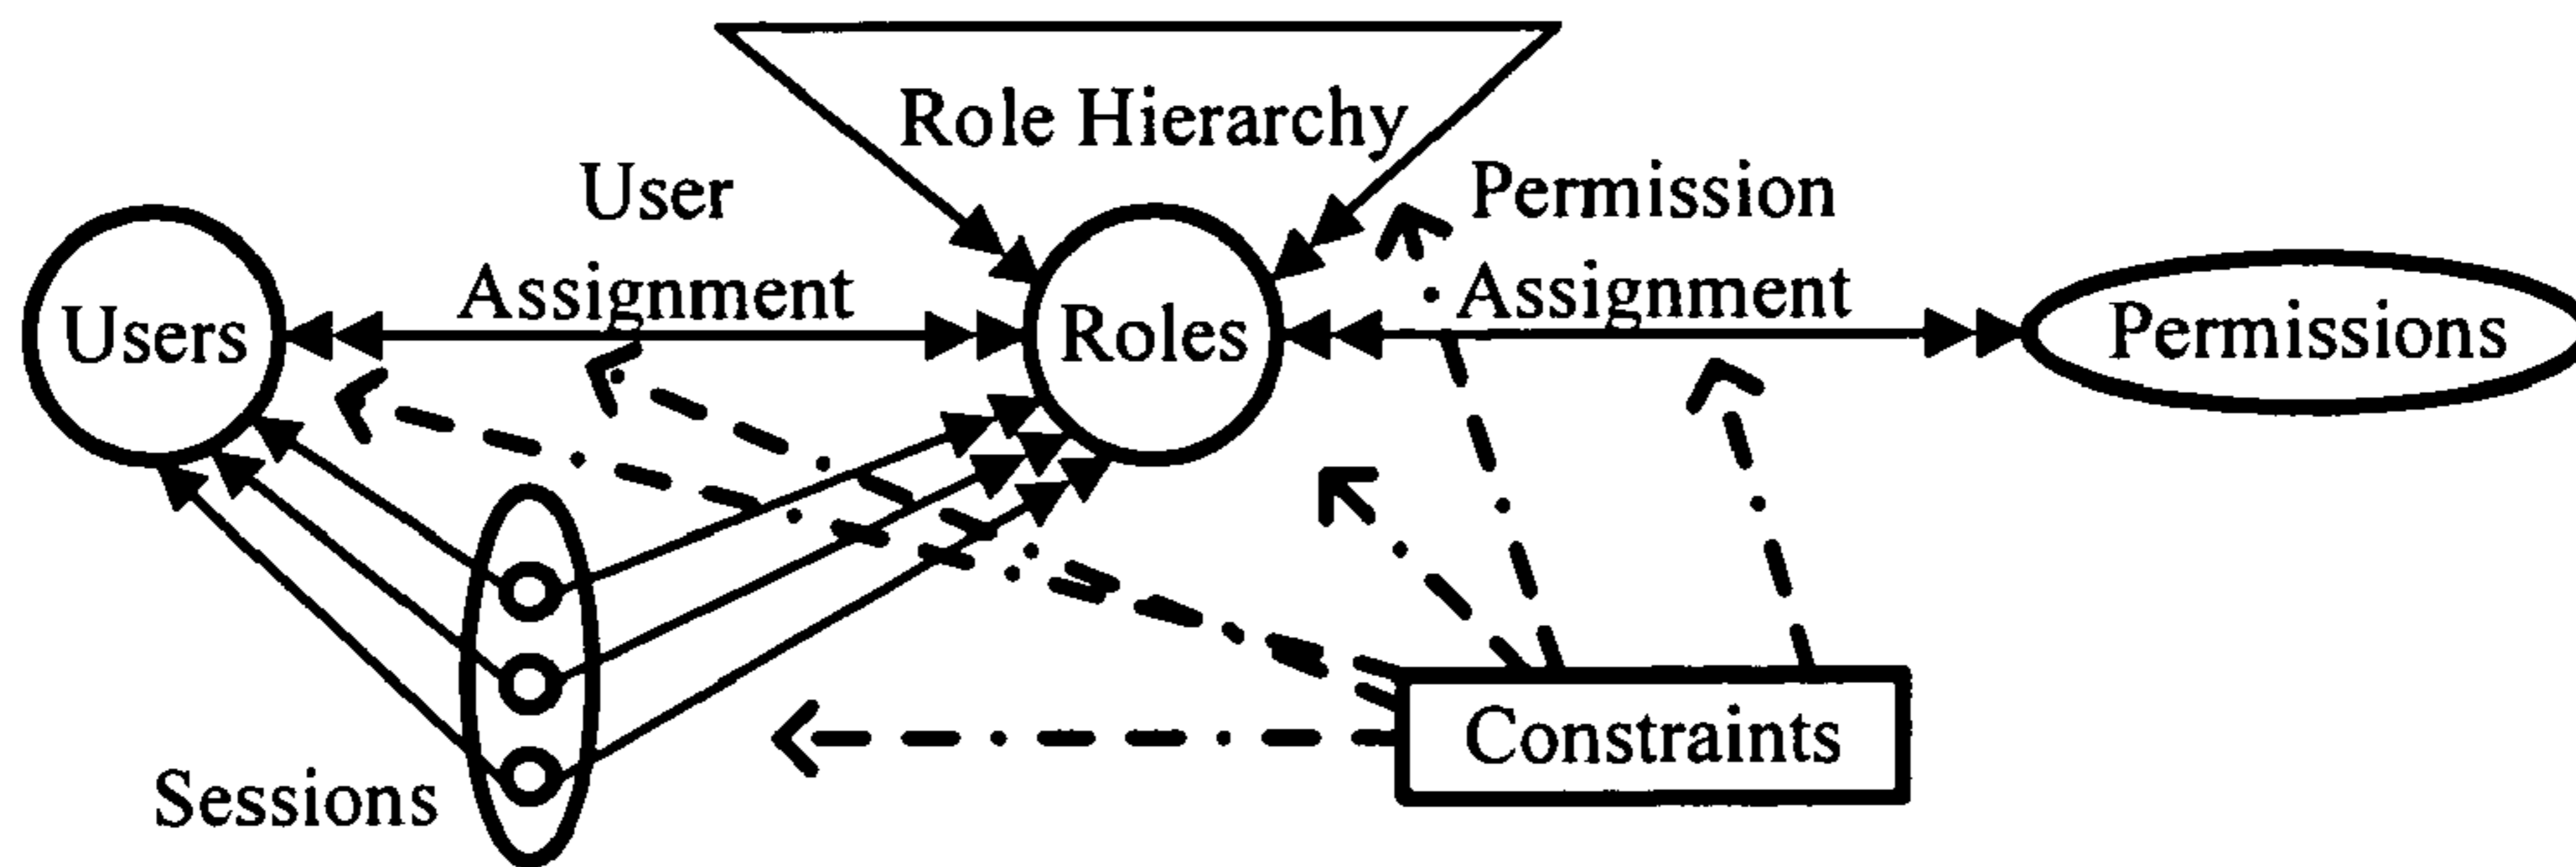 Role Hierarchy
User
Assignment
Permission
Assignment
Users
Roles
Permissions
Constraints
Sessions